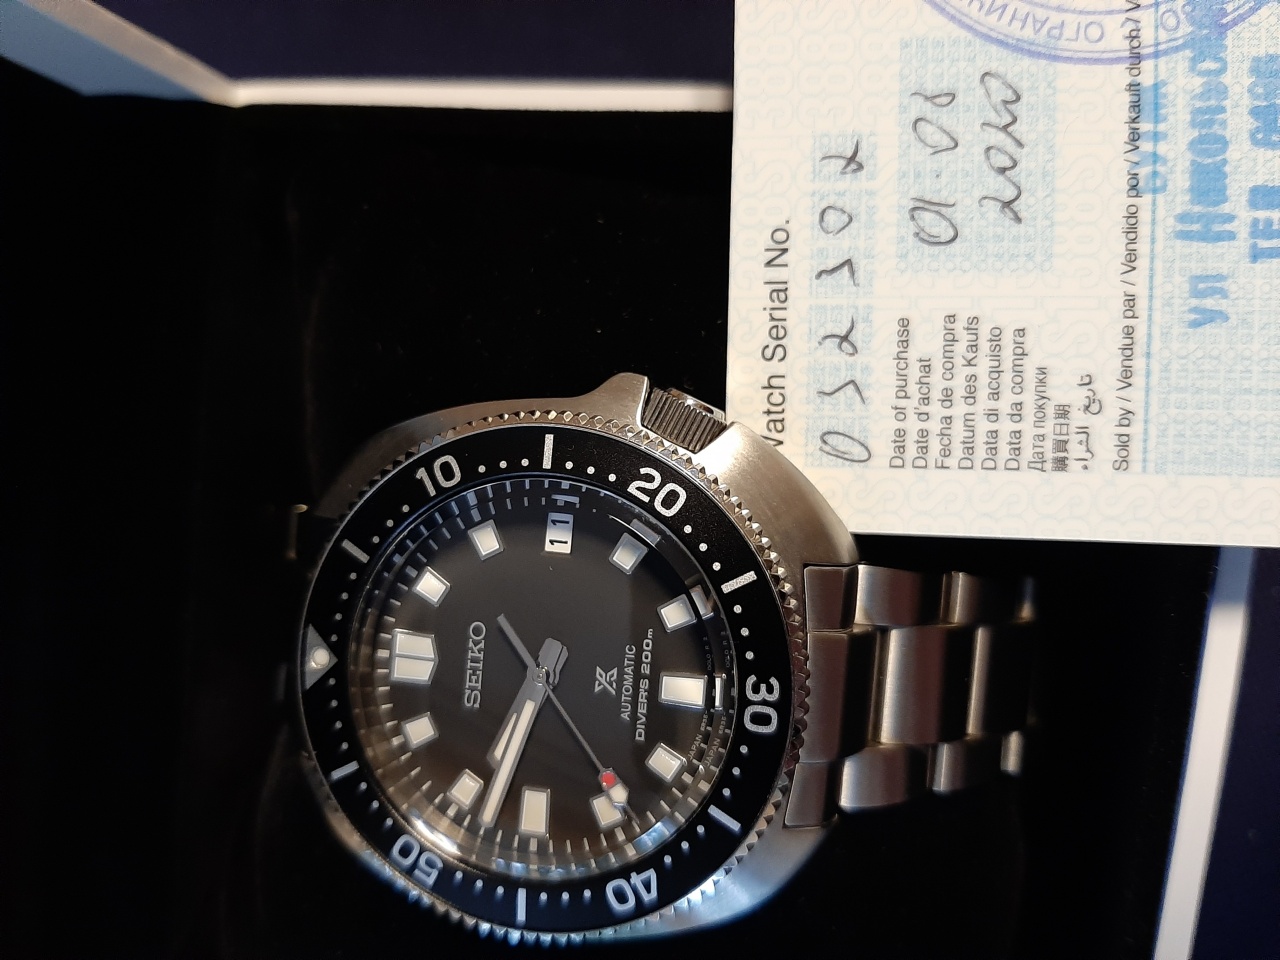 10
20
30
40
50
11
SEIKO
AUTOMATIC
DIVER'S 200m
Watch Serial No.
032302
Date of purchase
Date d'achat
Fecha de compra
Datum des Kaufs
Data di acquisto
Data da compra
Дата покупки
購買日期
تاريخ الشراء
01.08
2020
Sold by / Vendue par / Vendido por / Verkauft durch /
ул
ТЕЛ